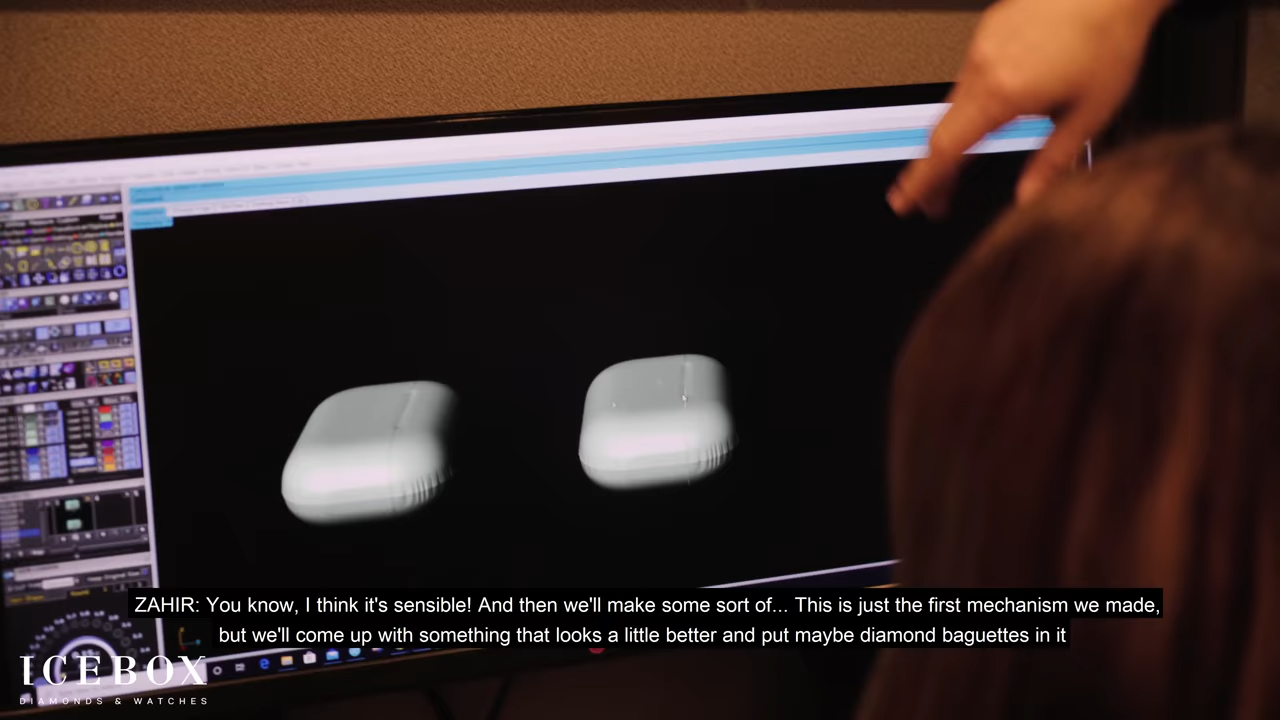 ZAHIR: You know, I think it's sensible! And then we'll make some sort of... This is just the first mechanism we made,
but we'll come up with something that looks a little better and put maybe diamond baguettes in it
ICEBOX
DIAMONDS & WATCHES